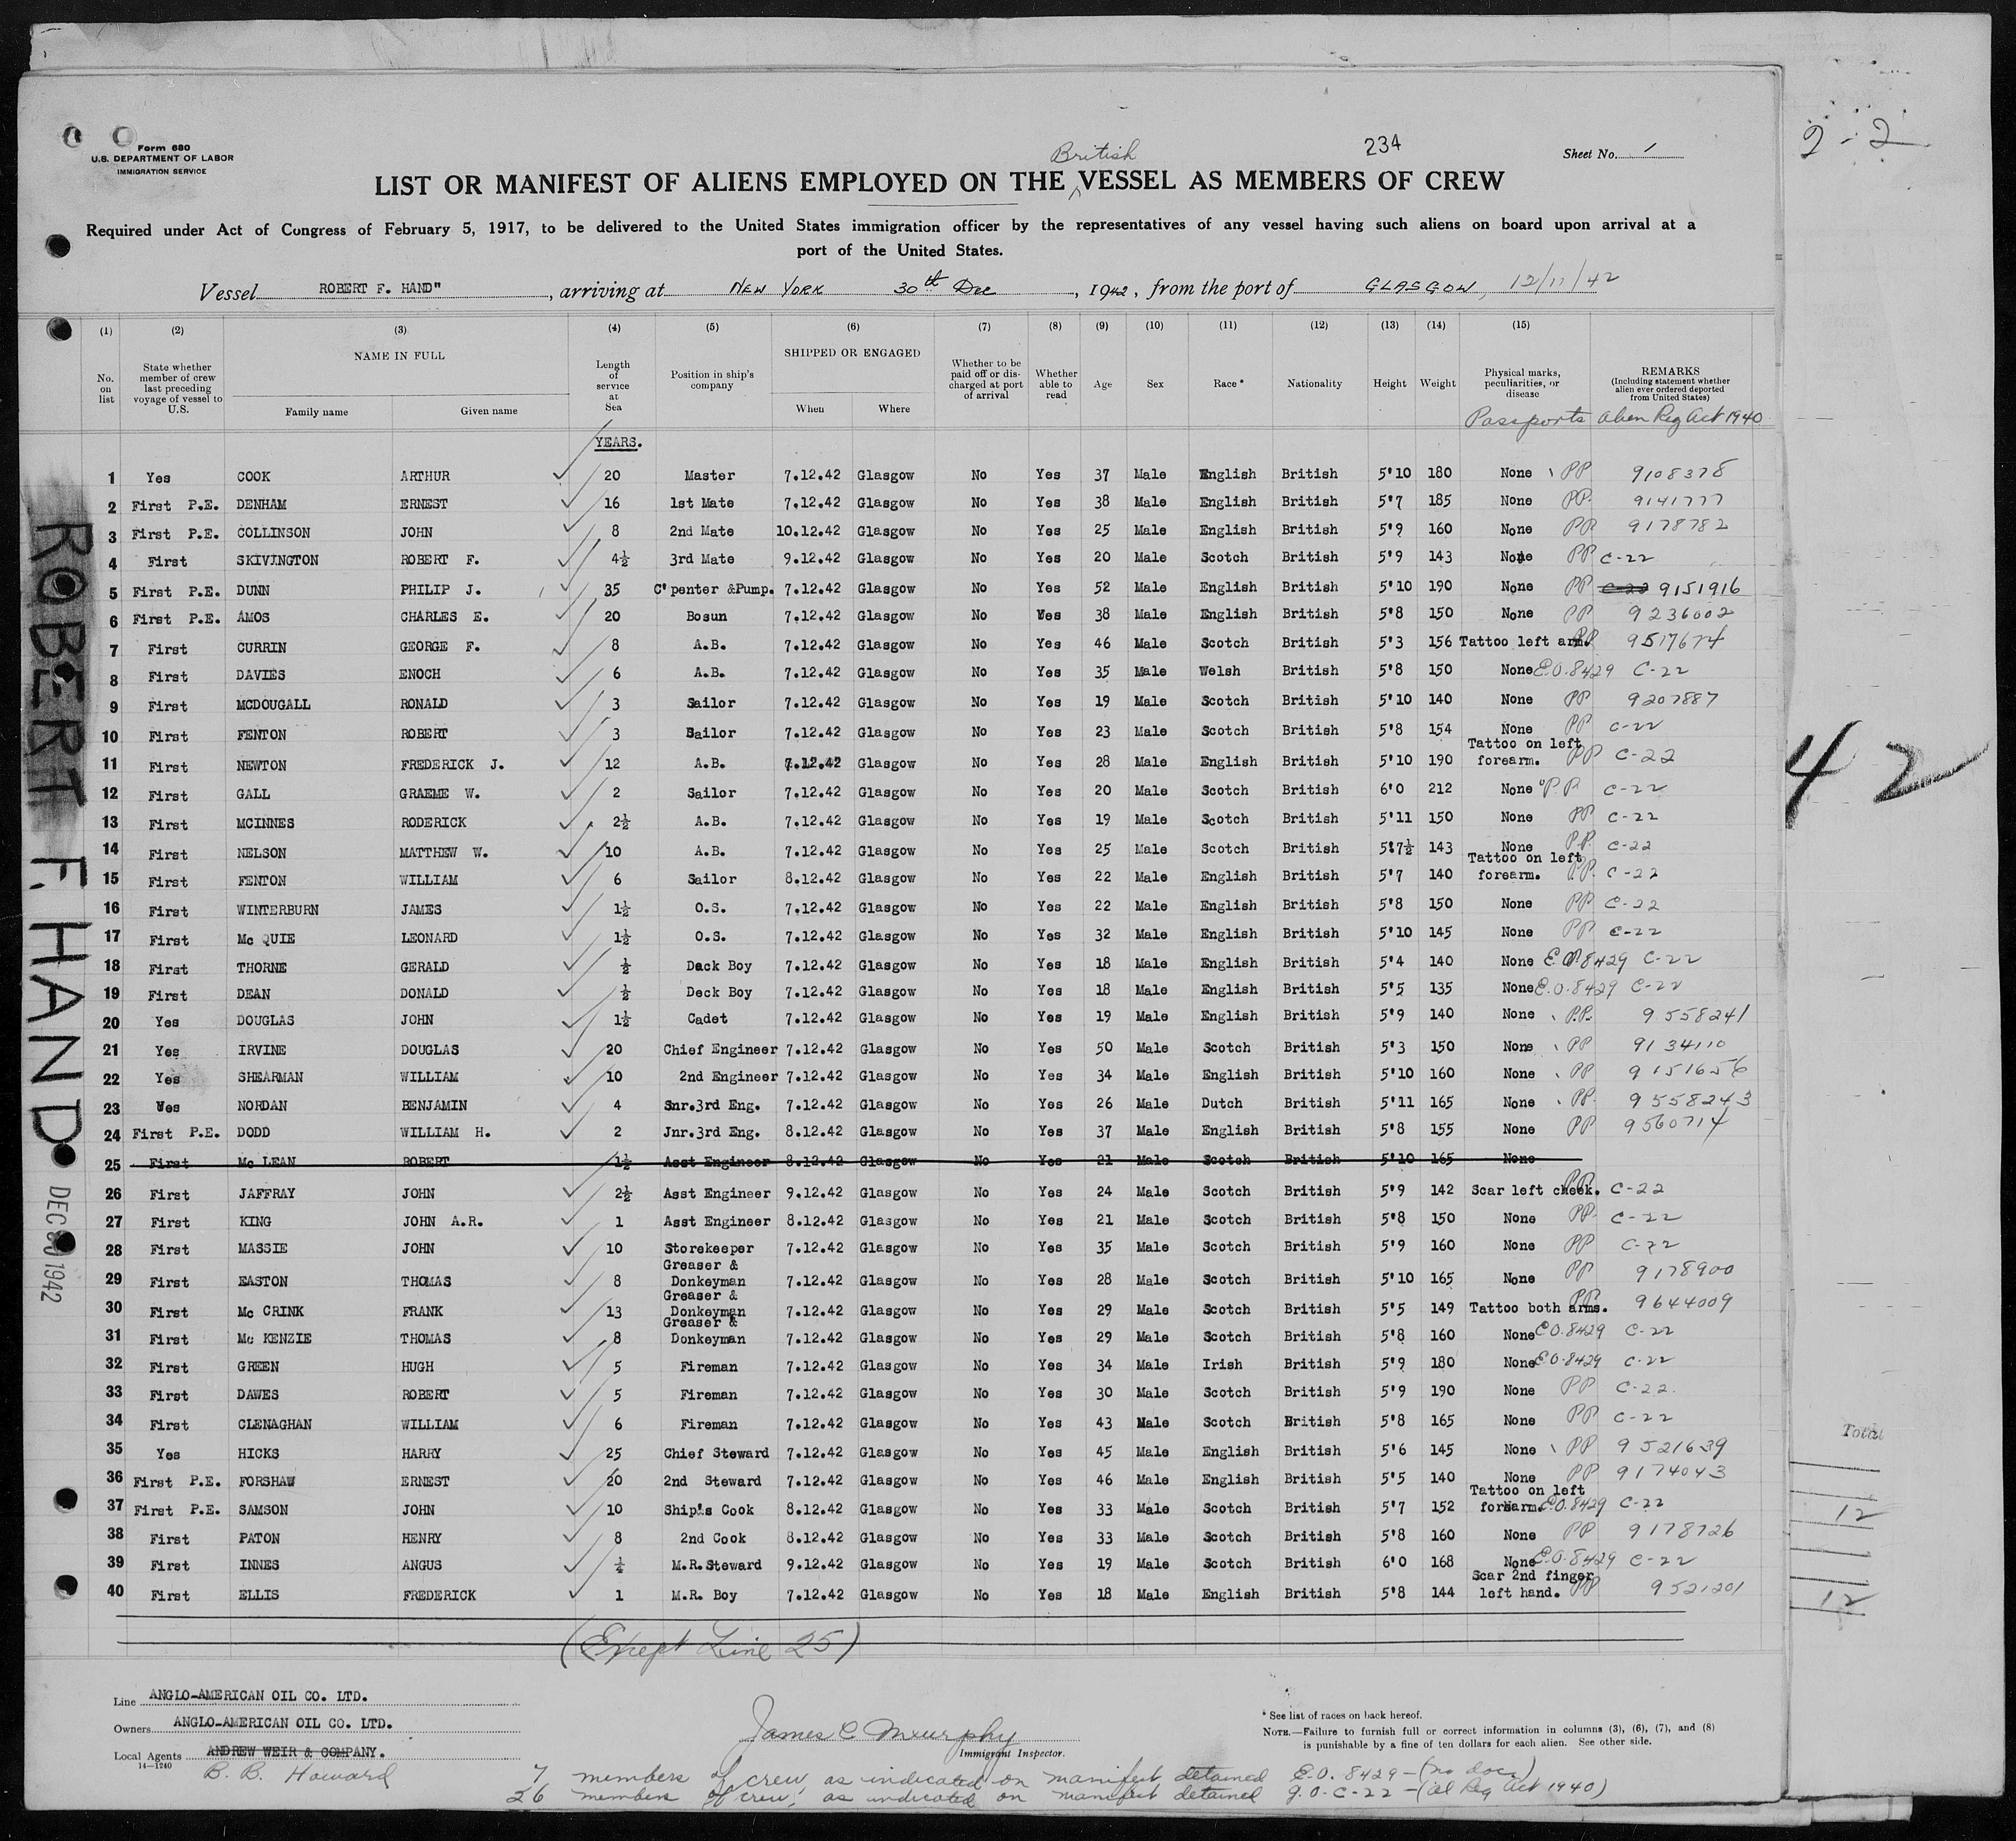 Form 680
U.S. DEPARTMENT OF LABOR
IMMIGRATION SERVICE
British
234
Sheet No. 1
2-2
LIST OR MANIFEST OF ALIENS EMPLOYED ON THE ^ VESSEL AS MEMBERS OF CREW
Required under Act of Congress of February 5, 1917, to be delivered to the United States immigration officer by the representatives of any vessel having such aliens on board upon arrival at a
port of the United States.
Vessel ROBERT F. HAND", arriving at NEW YORK 30th Dec, 1942, from the port of GLASGOW, 12/11/42
(1) (2) (3) (4) (5) (6) (7) (8) (9) (10) (11) (12) (13) (14) (15)
No. on list State whether member of crew last preceding voyage of vessel to U.S. NAME IN FULL Family name Given name Length of service at Sea Position in ship's company SHIPPED OR ENGAGED When Where Whether to be paid off or discharged at port of arrival Whether able to read Age Sex Race* Nationality Height Weight Physical marks, peculiarities, or disease REMARKS (Including statement whether alien ever ordered deported from United States)
Passports Alien Reg Act 1940
YEARS.
1 Yes COOK ARTHUR 20 Master 7.12.42 Glasgow No Yes 37 Male English British 5'10 180 None PP 9108378
2 First P.E. DENHAM ERNEST 16 1st Mate 7.12.42 Glasgow No Yes 38 Male English British 5'7 185 None PP. 9141777
3 First P.E. COLLINSON JOHN 8 2nd Mate 10.12.42 Glasgow No Yes 25 Male English British 5'9 160 None PP 9178782
4 First SKIVINGTON ROBERT F. 4½ 3rd Mate 9.12.42 Glasgow No Yes 20 Male Scotch British 5'9 143 None PP C-22
5 First P.E. DUNN PHILIP J. 35 C'penter &Pump. 7.12.42 Glasgow No Yes 52 Male English British 5'10 190 None PP C-22 9151916
6 First P.E. AMOS CHARLES E. 20 Bosun 7.12.42 Glasgow No Yes 38 Male English British 5'8 150 None PP 9236002
7 First CURRIN GEORGE F. 8 A.B. 7.12.42 Glasgow No Yes 46 Male Scotch British 5'3 156 Tattoo left arm. PP 9517674
8 First DAVIES ENOCH 6 A.B. 7.12.42 Glasgow No Yes 35 Male Welsh British 5'8 150 None E.O.8429 C-22
9 First MCDOUGALL RONALD 3 Sailor 7.12.42 Glasgow No Yes 19 Male Scotch British 5'10 140 None PP 9207887
10 First FENTON ROBERT 3 Sailor 7.12.42 Glasgow No Yes 23 Male Scotch British 5'8 154 None PP C-22
11 First NEWTON FREDERICK J. 12 A.B. 7.12.42 Glasgow No Yes 28 Male English British 5'10 190 Tattoo on left forearm. PP C-22
12 First GALL GRAEME W. 2 Sailor 7.12.42 Glasgow No Yes 20 Male Scotch British 6'0 212 None PP C-22
13 First MCINNES RODERICK 2½ A.B. 7.12.42 Glasgow No Yes 19 Male Scotch British 5'11 150 None PP C-22
14 First NELSON MATTHEW W. 10 A.B. 7.12.42 Glasgow No Yes 25 Male Scotch British 5'7½ 143 None P.P. C-22
15 First FENTON WILLIAM 6 Sailor 8.12.42 Glasgow No Yes 22 Male English British 5'7 140 Tattoo on left forearm. PP. C-22
16 First WINTERBURN JAMES 1½ O.S. 7.12.42 Glasgow No Yes 22 Male English British 5'8 150 None PP C-22
17 First Mc QUIE LEONARD 1½ O.S. 7.12.42 Glasgow No Yes 32 Male English British 5'10 145 None PP C-22
18 First THORNE GERALD ½ Dack Boy 7.12.42 Glasgow No Yes 18 Male English British 5'4 140 None E.O.8429 C-22
19 First DEAN DONALD ½ Deck Boy 7.12.42 Glasgow No Yes 18 Male English British 5'5 135 None E.O.8429 C-22
20 Yes DOUGLAS JOHN 1½ Cadet 7.12.42 Glasgow No Yes 19 Male English British 5'9 140 None P.P. 9558241
21 Yes IRVINE DOUGLAS 20 Chief Engineer 7.12.42 Glasgow No Yes 50 Male Scotch British 5'3 150 None PP 9134110
22 Yes SHEARMAN WILLIAM 10 2nd Engineer 7.12.42 Glasgow No Yes 34 Male English British 5'10 160 None PP 9151656
23 Yes NORDAN BENJAMIN 4 Snr.3rd Eng. 7.12.42 Glasgow No Yes 26 Male Dutch British 5'11 165 None PP. 9558243
24 First P.E. DODD WILLIAM H. 2 Jnr.3rd Eng. 8.12.42 Glasgow No Yes 37 Male English British 5'8 155 None PP 9560714
25 First Mc LEAN ROBERT 1½ Asst Engineer 8.12.42 Glasgow No Yes 21 Male Scotch British 5'10 165 None
26 First JAFFRAY JOHN 2½ Asst Engineer 9.12.42 Glasgow No Yes 24 Male Scotch British 5'9 142 Scar left cheek. PP C-22
27 First KING JOHN A.R. 1 Asst Engineer 8.12.42 Glasgow No Yes 21 Male Scotch British 5'8 150 None PP. C-22
28 First MASSIE JOHN 10 Storekeeper 7.12.42 Glasgow No Yes 35 Male Scotch British 5'9 160 None PP C-22
29 First EASTON THOMAS 8 Greaser & Donkeyman 7.12.42 Glasgow No Yes 28 Male Scotch British 5'10 165 None PP 9178900
30 First Mc CRINK FRANK 13 Greaser & Donkeyman 7.12.42 Glasgow No Yes 29 Male Scotch British 5'5 149 Tattoo both arms. PP 9644009
31 First Mc KENZIE THOMAS 8 Greaser & Donkeyman 7.12.42 Glasgow No Yes 29 Male Scotch British 5'8 160 None E.O.8429 C-22
32 First GREEN HUGH 5 Fireman 7.12.42 Glasgow No Yes 34 Male Irish British 5'9 180 None E.O.8429 C-22
33 First DAWES ROBERT 5 Fireman 7.12.42 Glasgow No Yes 30 Male Scotch British 5'9 190 None PP C-22.
34 First CLENAGHAN WILLIAM 6 Fireman 7.12.42 Glasgow No Yes 43 Male Scotch British 5'8 165 None PP C-22
35 Yes HICKS HARRY 25 Chief Steward 7.12.42 Glasgow No Yes 45 Male English British 5'6 145 None PP 9521639
36 First P.E. FORSHAW ERNEST 20 2nd Steward 7.12.42 Glasgow No Yes 46 Male English British 5'5 140 None PP 9174043
37 First P.E. SAMSON JOHN 10 Ship's Cook 8.12.42 Glasgow No Yes 33 Male Scotch British 5'7 152 Tattoo on left forearm. E.O.8429 C-22
38 First PATON HENRY 8 2nd Cook 8.12.42 Glasgow No Yes 33 Male Scotch British 5'8 160 None PP 9178726
39 First INNES ANGUS ¼ M.R.Steward 9.12.42 Glasgow No Yes 19 Male Scotch British 6'0 168 None E.O.8429 C-22
40 First ELLIS FREDERICK 1 M.R. Boy 7.12.42 Glasgow No Yes 18 Male English British 5'8 144 Scar 2nd finger left hand. PP 9521201
(Except Line 25)
ROBERT F. HAND
DEC 30 1942
42
Total
12
12
Line ANGLO-AMERICAN OIL CO. LTD.
Owners ANGLO-AMERICAN OIL CO. LTD.
Local Agents ANDREW WEIR & COMPANY.
14-1240
B. B. Howard
James C Murphy
Immigrant Inspector.
* See list of races on back hereof.
NOTE.—Failure to furnish full or correct information in columns (3), (6), (7), and (8)
is punishable by a fine of ten dollars for each alien. See other side.
7 members of crew as indicated on manifest detained E.O. 8429 - (no docs)
26 members of crew, as indicated on manifest detained G.O. C-22 - (Al Reg Act 1940)